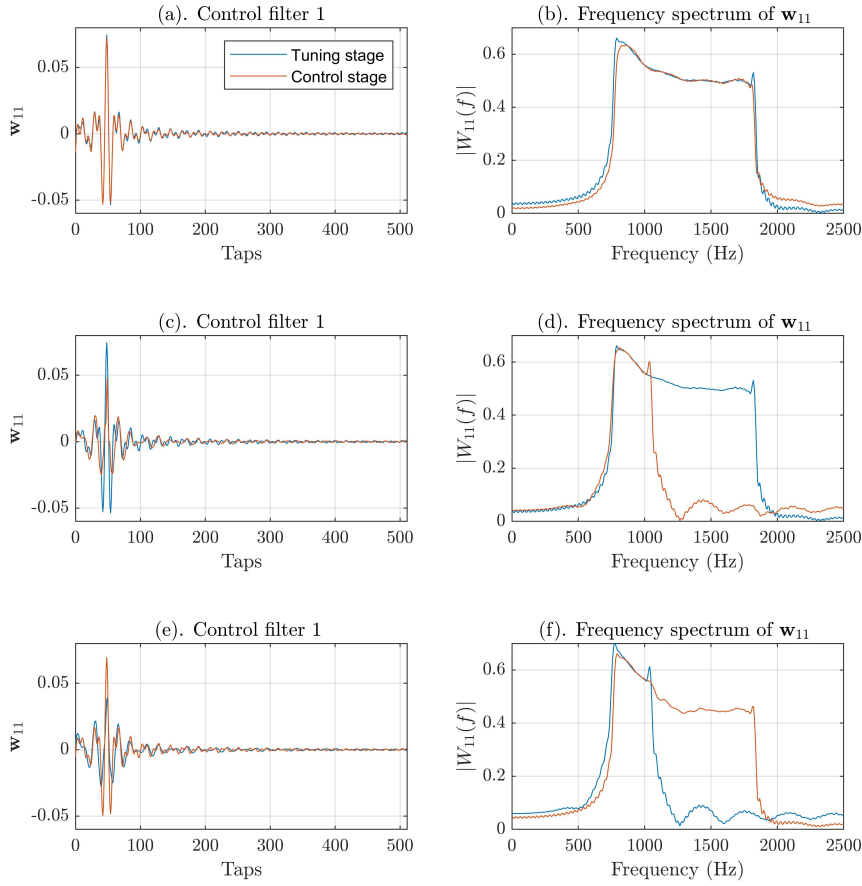 (a). Control filter 1
(b). Frequency spectrum of w₁₁
Tuning stage
Control stage
w₁₁
0.05
0
-0.05
0 100 200 300 400 500
Taps
|W₁₁(f)|
0.6
0.4
0.2
0
0 500 1000 1500 2000 2500
Frequency (Hz)
(c). Control filter 1
(d). Frequency spectrum of w₁₁
w₁₁
0.05
0
-0.05
0 100 200 300 400 500
Taps
|W₁₁(f)|
0.6
0.4
0.2
0
0 500 1000 1500 2000 2500
Frequency (Hz)
(e). Control filter 1
(f). Frequency spectrum of w₁₁
w₁₁
0.05
0
-0.05
0 100 200 300 400 500
Taps
|W₁₁(f)|
0.6
0.4
0.2
0
0 500 1000 1500 2000 2500
Frequency (Hz)